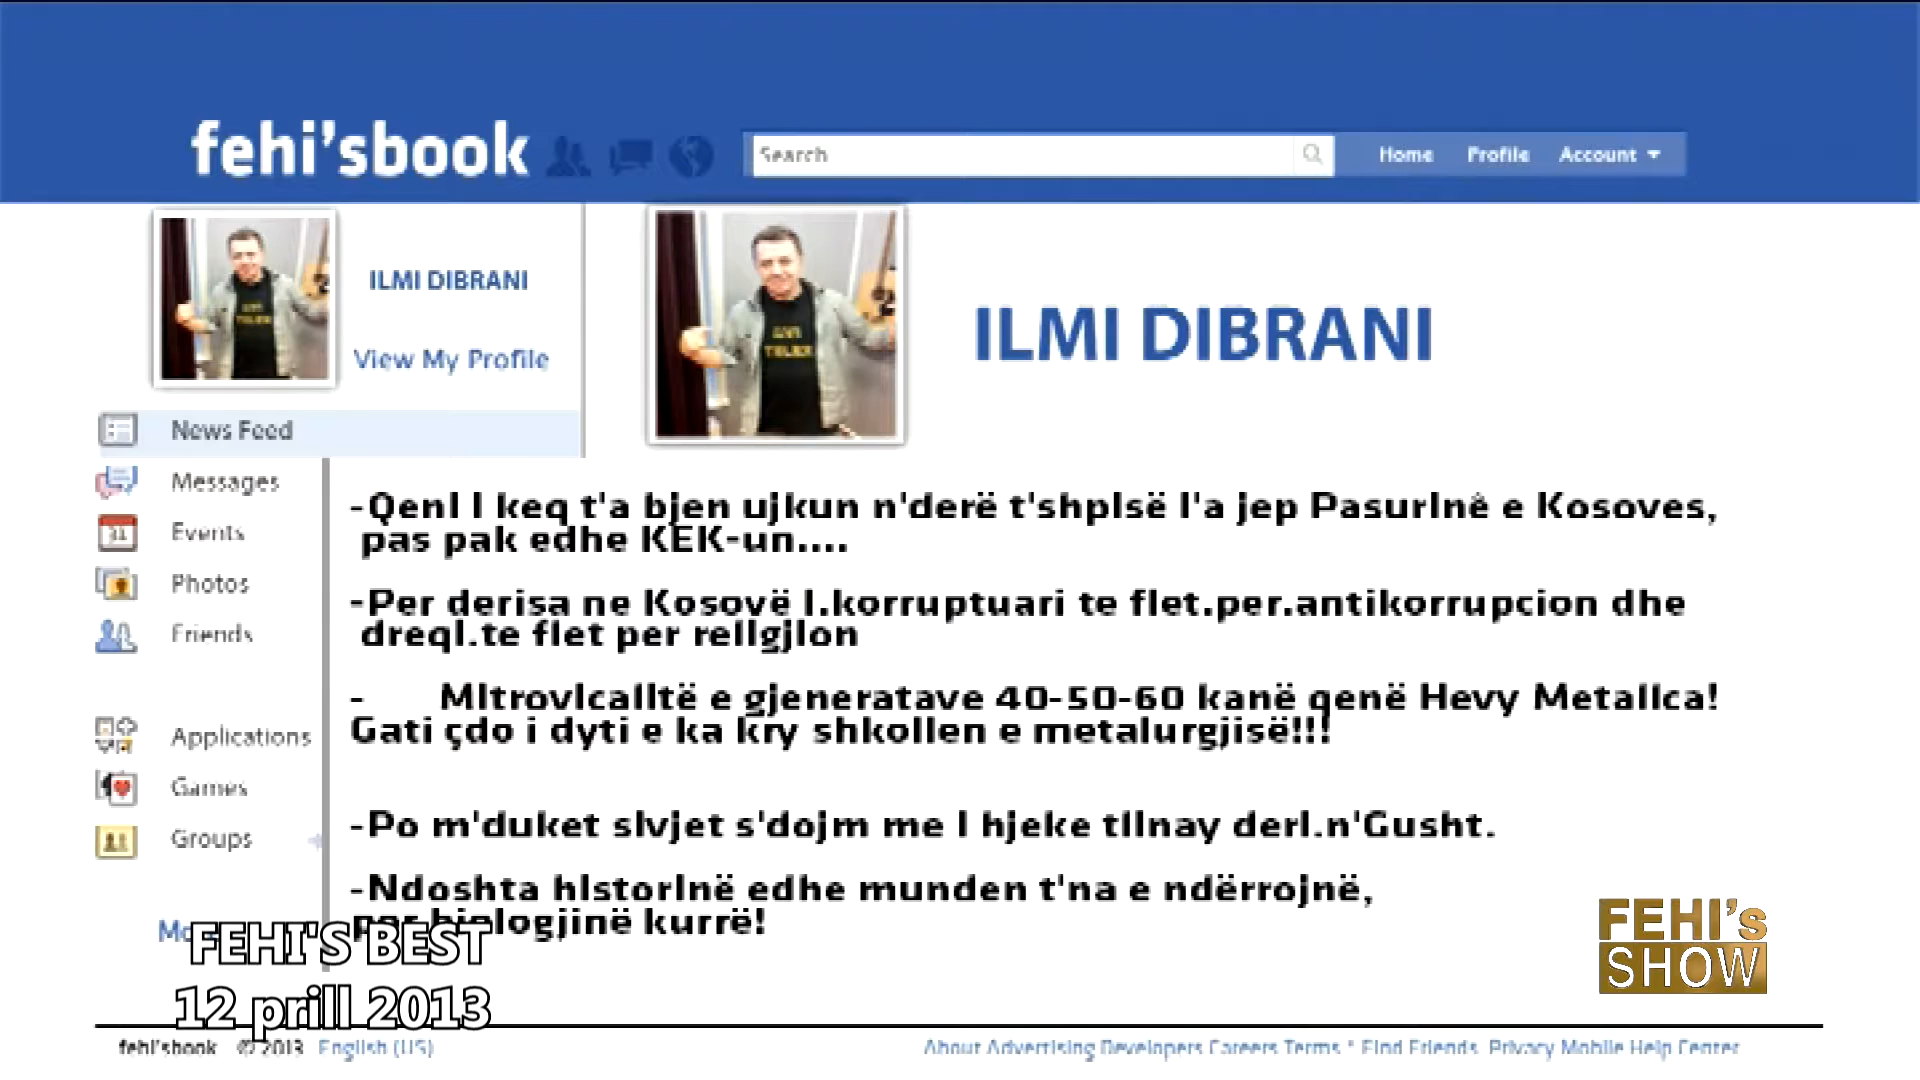 fehi'sbook
Search
Home Profile Account
ILMI DIBRANI
View My Profile
ILMI DIBRANI
News Feed
Messages
Events
Photos
Friends
Applications
Games
Groups
-QenI I keq t'a bjen ujkun n'derë t'shpIsë I'a jep PasurInë e Kosoves,
pas pak edhe KEK-un....
-Per derisa ne Kosovë I.korruptuari te flet.per.antikorrupcion dhe
dreqI.te flet per relIgjIon
- MItrovIcaIItë e gjeneratave 40-50-60 kanë qenë Hevy MetalIca!
Gati çdo i dyti e ka kry shkollen e metalurgjisë!!!
-Po m'duket sIvjet s'dojm me I hjeke tIInay derI.n'Gusht.
-Ndoshta hIstorInë edhe munden t'na e ndërrojnë,
kurrë!
FEHI'S BEST
12 prill 2013
FEHI's
SHOW
fehi'sbook © 2013 English (US)
About Advertising Developers Careers Terms * Find Friends Privacy Mobile Help Center